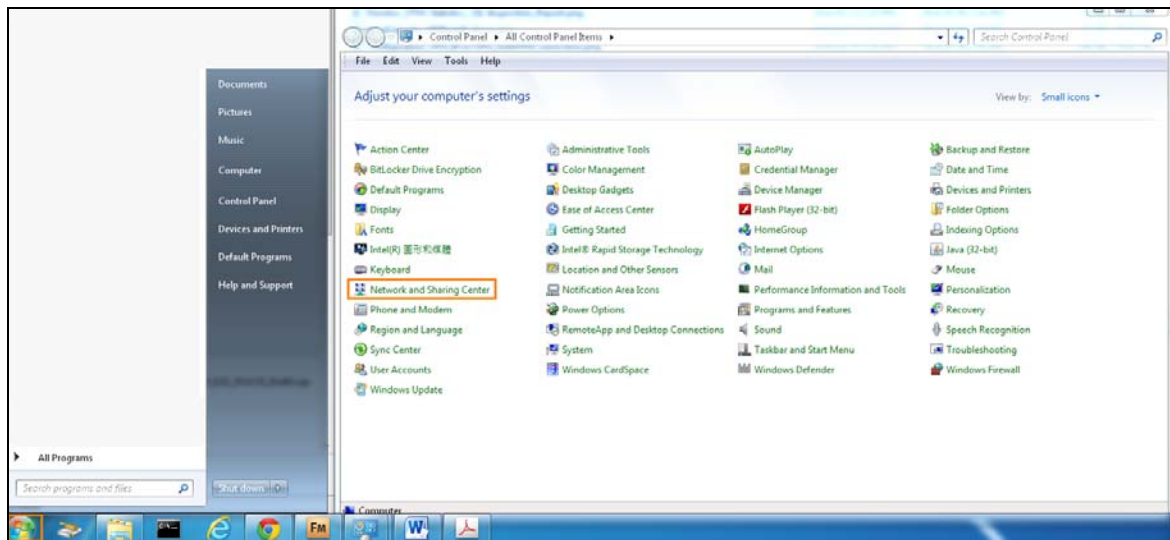 Control Panel ▸ All Control Panel Items ▸
Search Control Panel
File Edit View Tools Help
Adjust your computer's settings
View by: Small icons
Action Center
Administrative Tools
AutoPlay
Backup and Restore
BitLocker Drive Encryption
Color Management
Credential Manager
Date and Time
Default Programs
Desktop Gadgets
Device Manager
Devices and Printers
Display
Ease of Access Center
Flash Player (32-bit)
Folder Options
Fonts
Getting Started
HomeGroup
Indexing Options
Intel(R) 圖形和媒體
Intel® Rapid Storage Technology
Internet Options
Java (32-bit)
Keyboard
Location and Other Sensors
Mail
Mouse
Network and Sharing Center
Notification Area Icons
Performance Information and Tools
Personalization
Phone and Modem
Power Options
Programs and Features
Recovery
Region and Language
RemoteApp and Desktop Connections
Sound
Speech Recognition
Sync Center
System
Taskbar and Start Menu
Troubleshooting
User Accounts
Windows CardSpace
Windows Defender
Windows Firewall
Windows Update
Documents
Pictures
Music
Computer
Control Panel
Devices and Printers
Default Programs
Help and Support
All Programs
Search programs and files
Shut down
Computer
FM
W